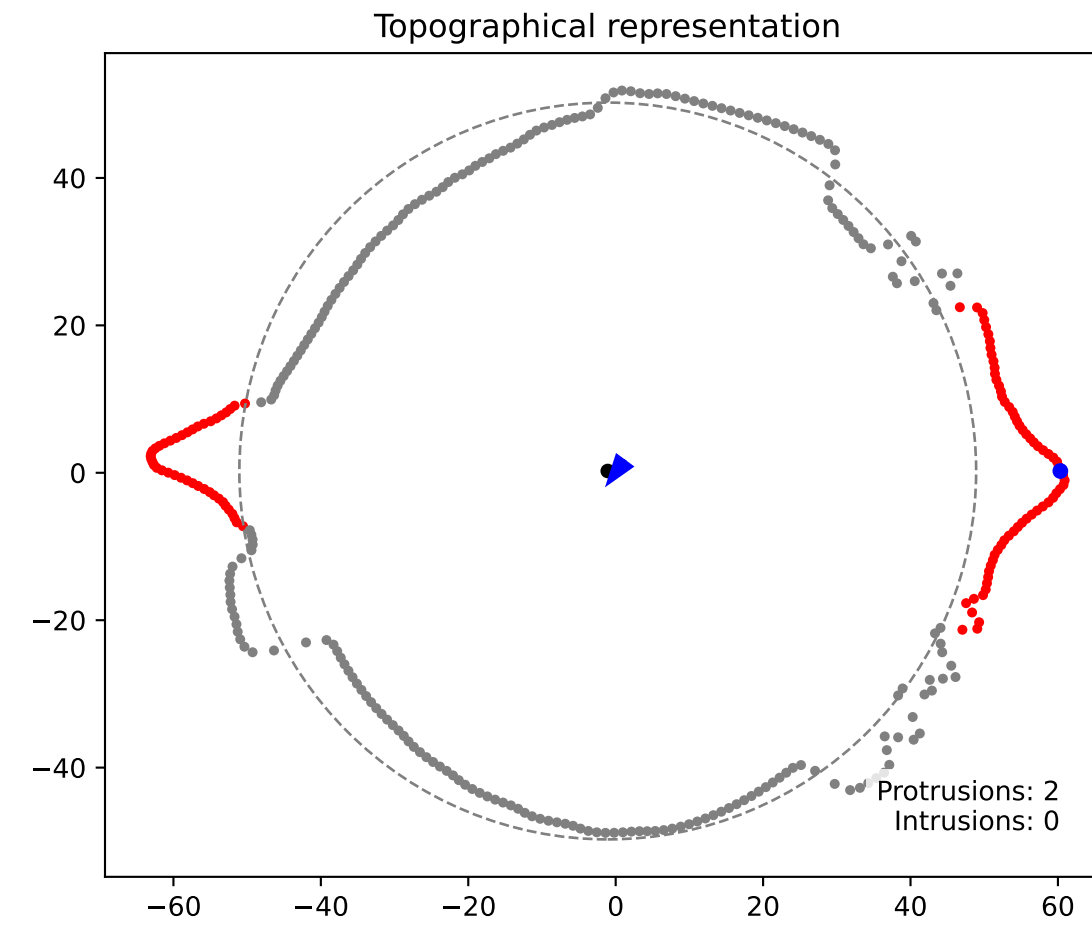 Topographical representation
40
20
0
−20
−40
Protrusions: 2
Intrusions: 0
−60 −40 −20 0 20 40 60